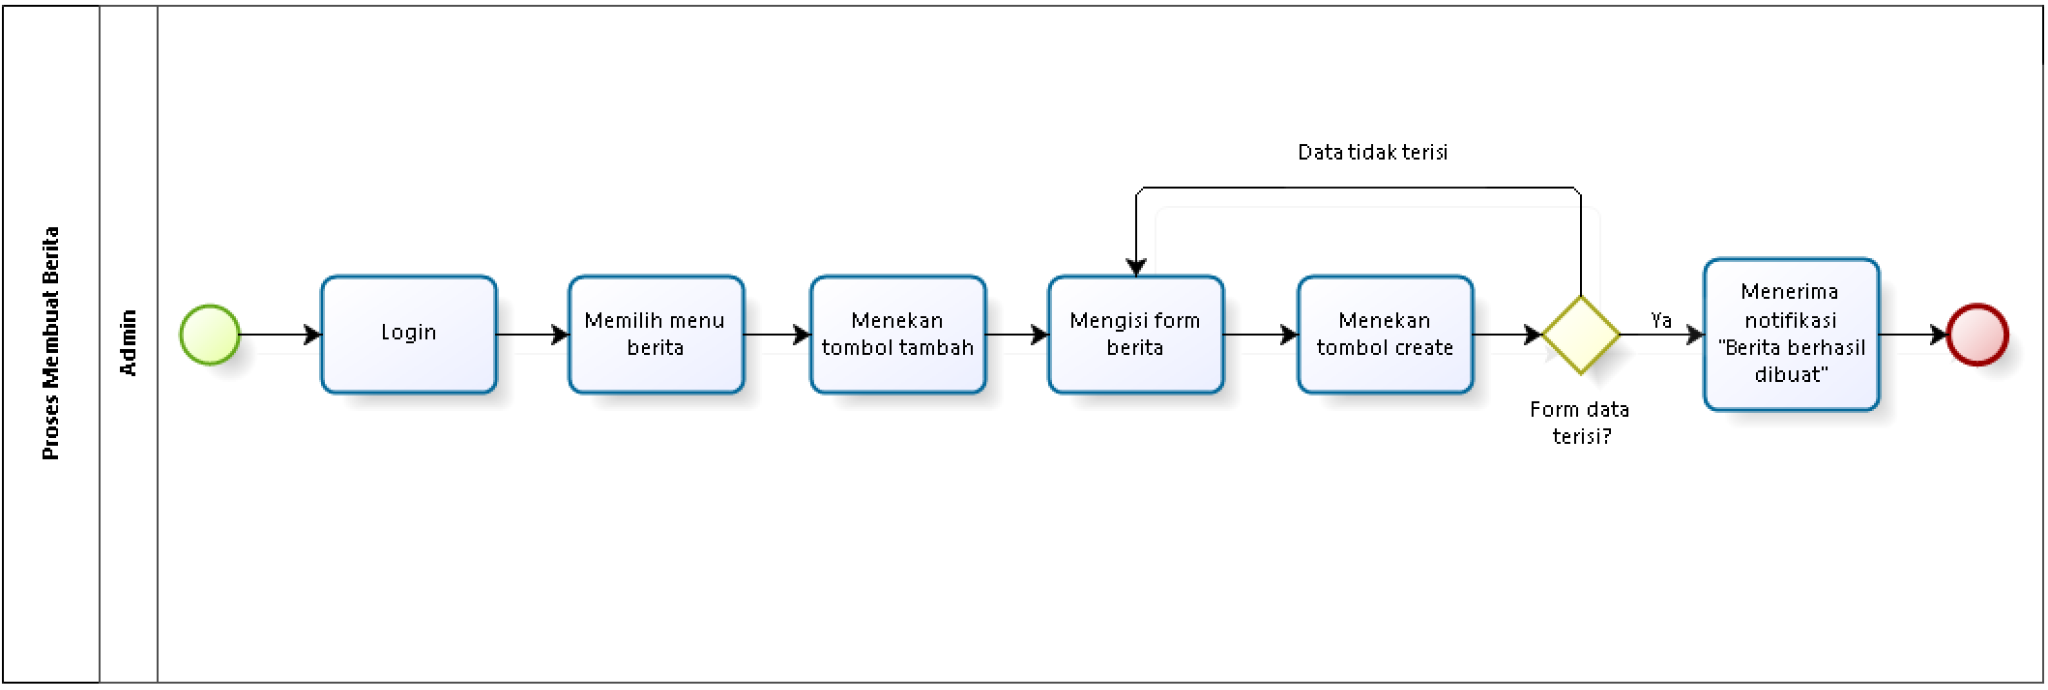 Proses Membuat Berita
Admin
Data tidak terisi
Login
Memilih menu
berita
Menekan
tombol tambah
Mengisi form
berita
Menekan
tombol create
Form data
terisi?
Ya
Menerima
notifikasi
"Berita berhasil
dibuat"